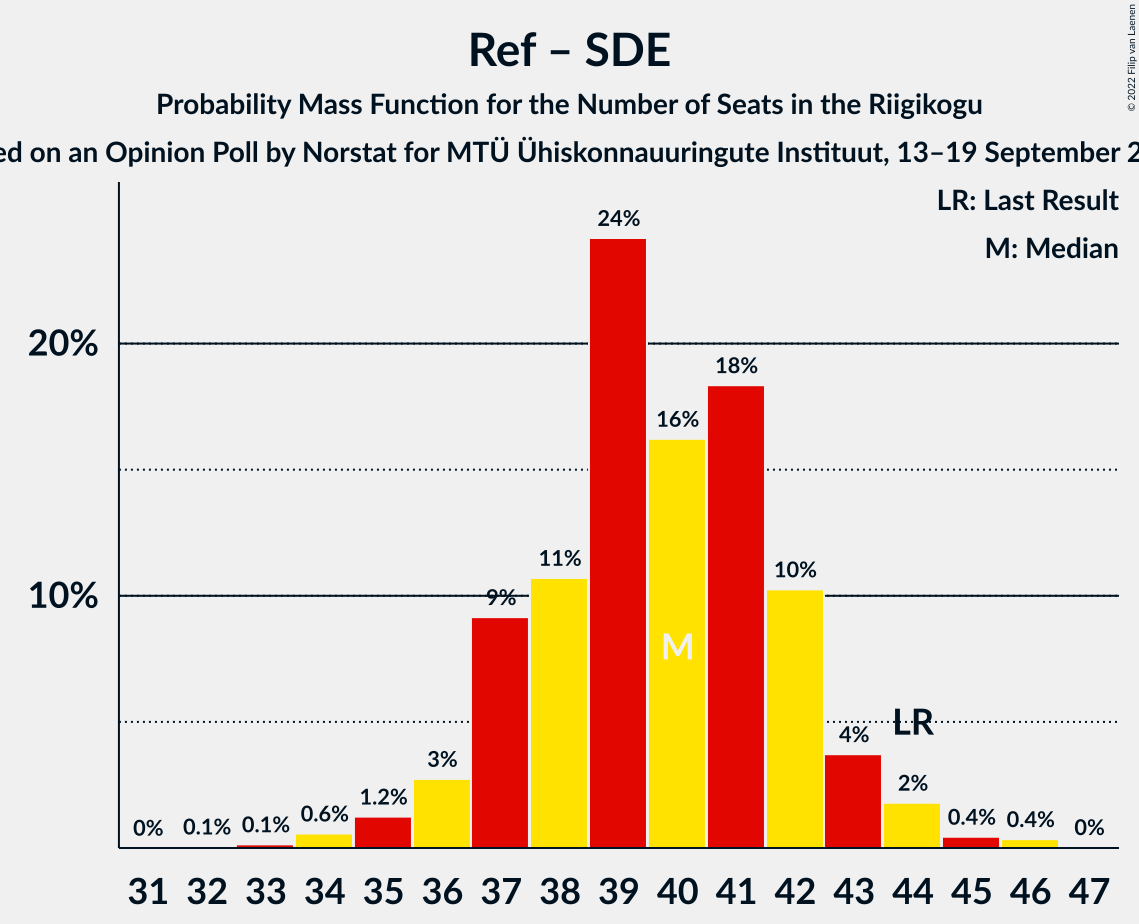 Ref – SDE
Probability Mass Function for the Number of Seats in the Riigikogu
ed on an Opinion Poll by Norstat for MTÜ Ühiskonnauuringute Instituut, 13–19 September 2
© 2022 Filip van Laenen
LR: Last Result
M: Median
24%
20%
18%
16%
11%
10%
10%
9%
M
LR
4%
3%
2%
1.2%
0.6%
0.4%
0.4%
0%
0.1%
0.1%
0%
31 32 33 34 35 36 37 38 39 40 41 42 43 44 45 46 47